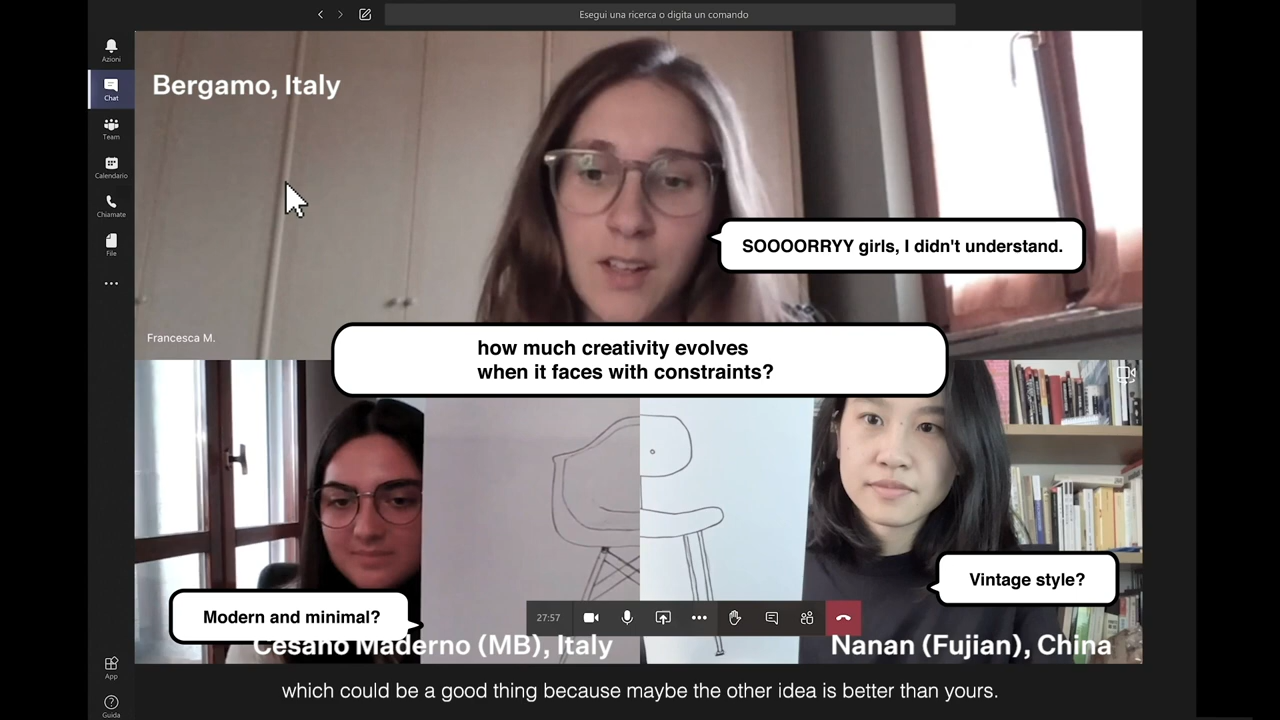 Esegui una ricerca o digita un comando
Azioni
Chat
Team
Calendario
Chiamate
File
Bergamo, Italy
SOOOORRYY girls, I didn't understand.
Francesca M.
how much creativity evolves
when it faces with constraints?
Vintage style?
Modern and minimal?
27:57
Cesano Maderno (MB), Italy
Nanan (Fujian), China
App
Guida
which could be a good thing because maybe the other idea is better than yours.